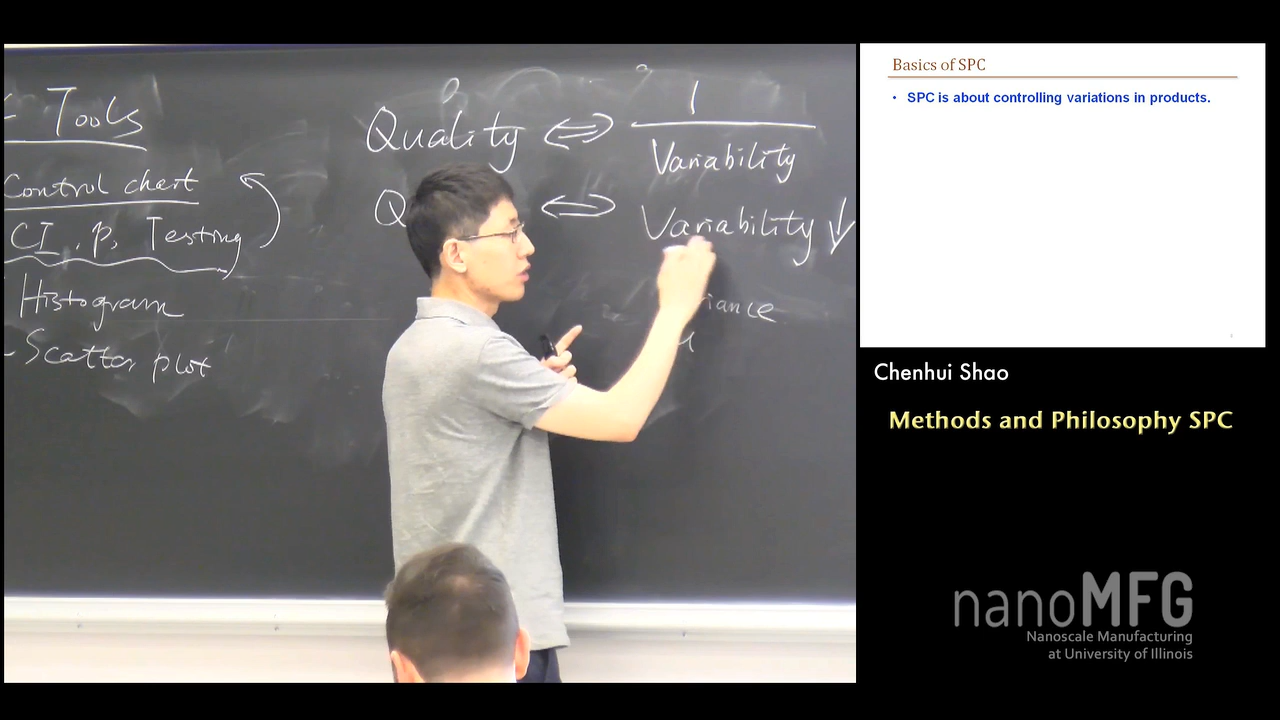 Tools
Control chart
CI, p, Testing
Histogram
- Scatter plot
Quality ⇔ 1
Variability
Q ⇔ Variability ↓
iance
Basics of SPC
• SPC is about controlling variations in products.
Chenhui Shao
Methods and Philosophy SPC
nanoMFG
Nanoscale Manufacturing
at University of Illinois